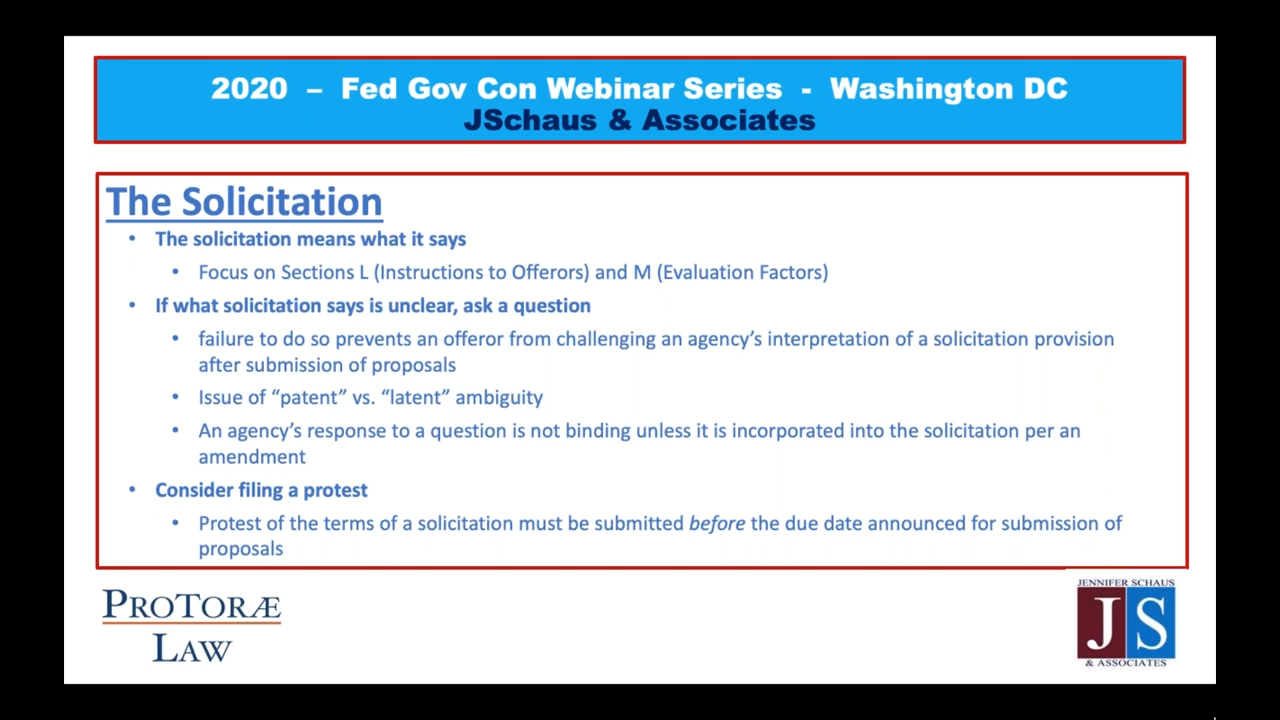 2020 – Fed Gov Con Webinar Series - Washington DC
JSchaus & Associates
The Solicitation
• The solicitation means what it says
• Focus on Sections L (Instructions to Offerors) and M (Evaluation Factors)
• If what solicitation says is unclear, ask a question
• failure to do so prevents an offeror from challenging an agency’s interpretation of a solicitation provision
after submission of proposals
• Issue of “patent” vs. “latent” ambiguity
• An agency’s response to a question is not binding unless it is incorporated into the solicitation per an
amendment
• Consider filing a protest
• Protest of the terms of a solicitation must be submitted before the due date announced for submission of
proposals
PROTORÆ
LAW
JENNIFER SCHAUS
JS
& ASSOCIATES